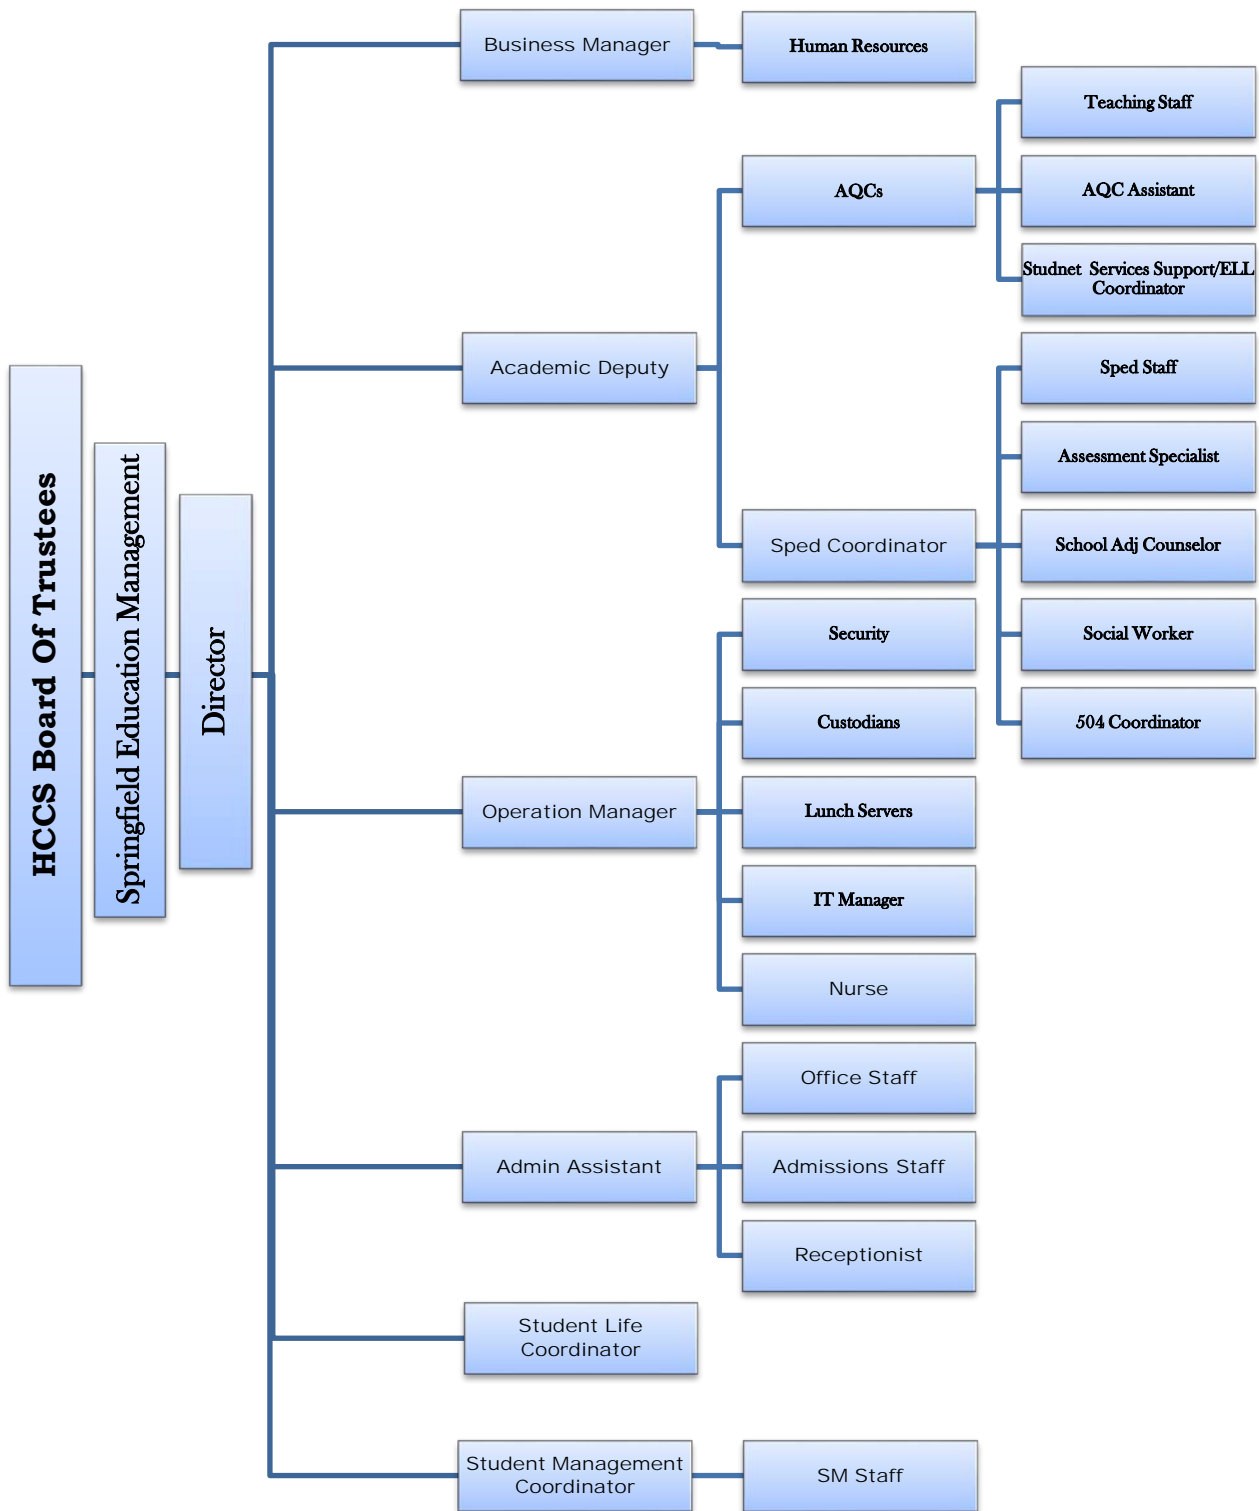 HCCS Board Of Trustees
Springfield Education Management
Director
Business Manager
Human Resources
Academic Deputy
AQCs
Teaching Staff
AQC Assistant
Studnet Services Support/ELL
Coordinator
Sped Coordinator
Sped Staff
Assessment Specialist
School Adj Counselor
Social Worker
504 Coordinator
Operation Manager
Security
Custodians
Lunch Servers
IT Manager
Nurse
Admin Assistant
Office Staff
Admissions Staff
Receptionist
Student Life
Coordinator
Student Management
Coordinator
SM Staff